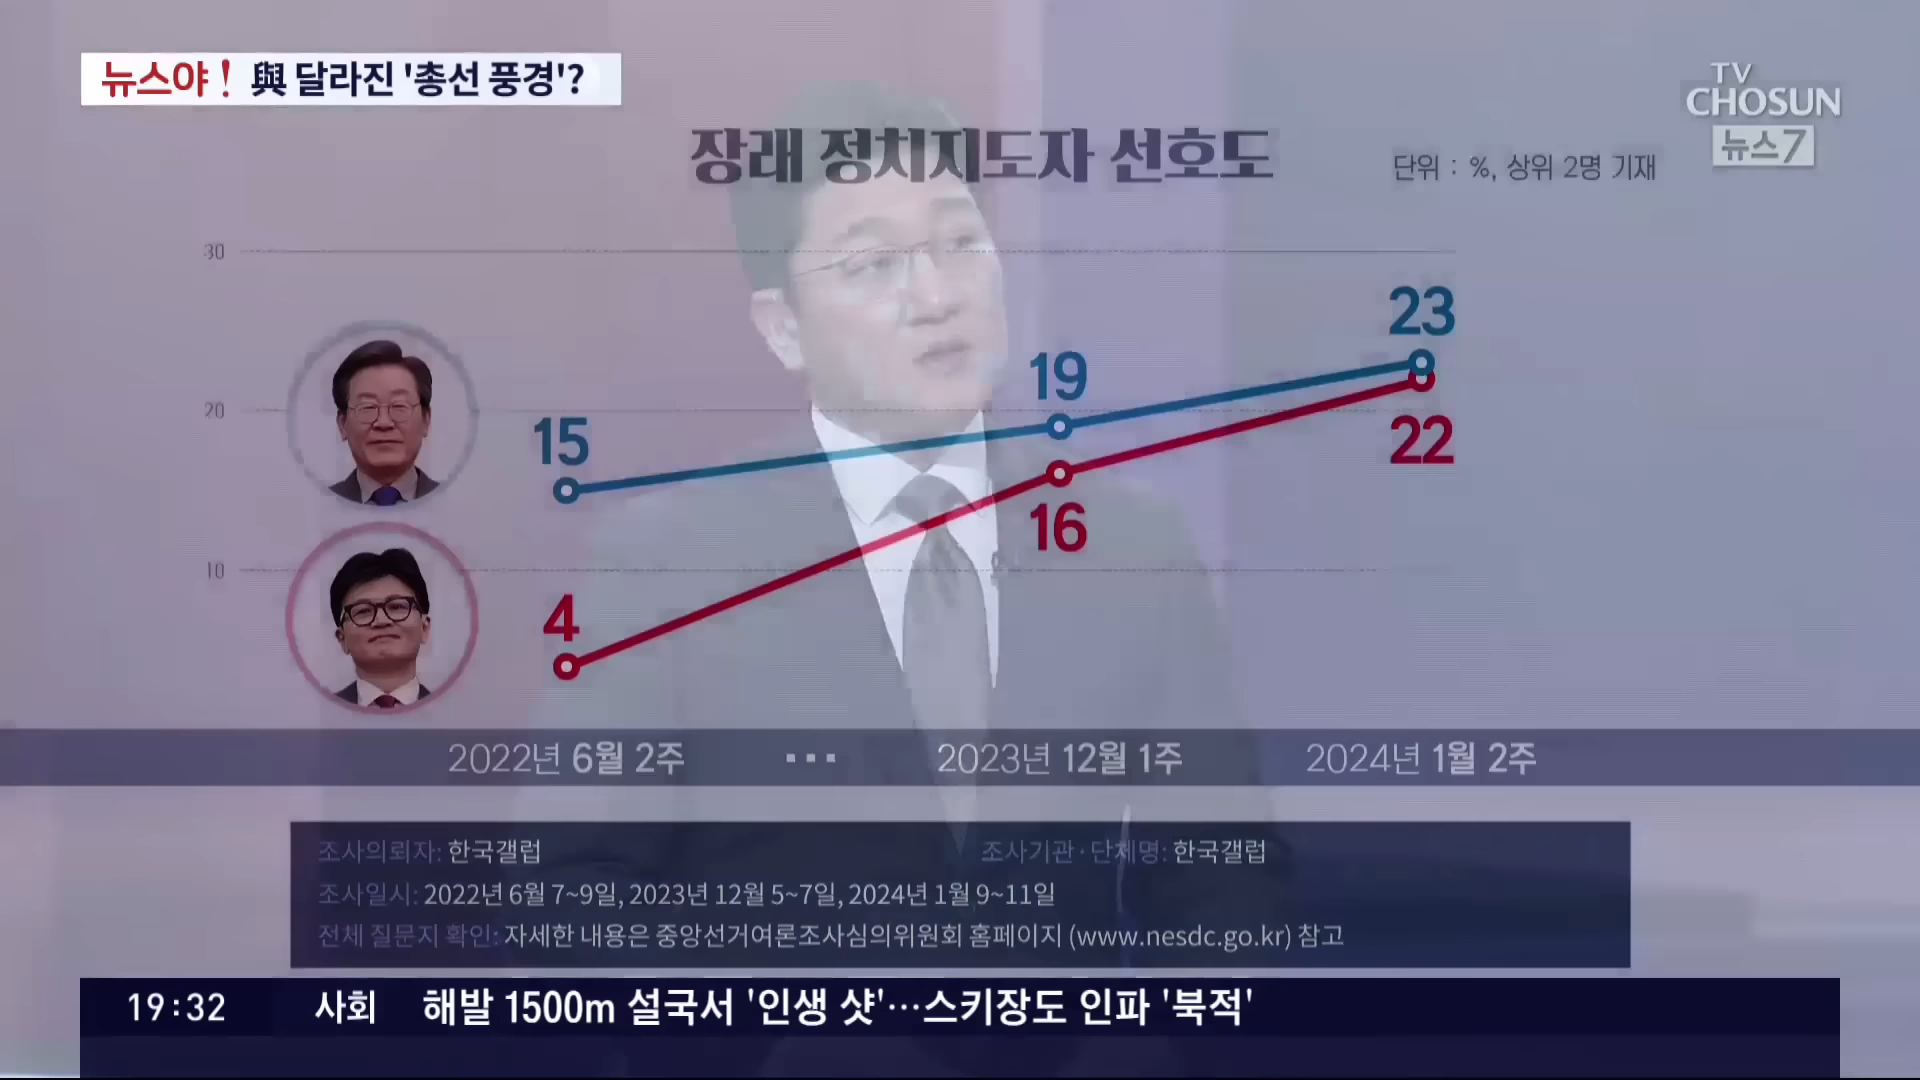 뉴스야! 與 달라진 '총선 풍경'?
TV
CHOSUN
뉴스7
장래 정치지도자 선호도
단위 : %, 상위 2명 기재
30
20
10
15
19
23
4
16
22
2022년 6월 2주
...
2023년 12월 1주
2024년 1월 2주
조사의뢰자: 한국갤럽
조사기관·단체명: 한국갤럽
조사일시: 2022년 6월 7~9일, 2023년 12월 5~7일, 2024년 1월 9~11일
전체 질문지 확인: 자세한 내용은 중앙선거여론조사심의위원회 홈페이지 (www.nesdc.go.kr) 참고
19:32 사회 해발 1500m 설국서 '인생 샷'…스키장도 인파 '북적'